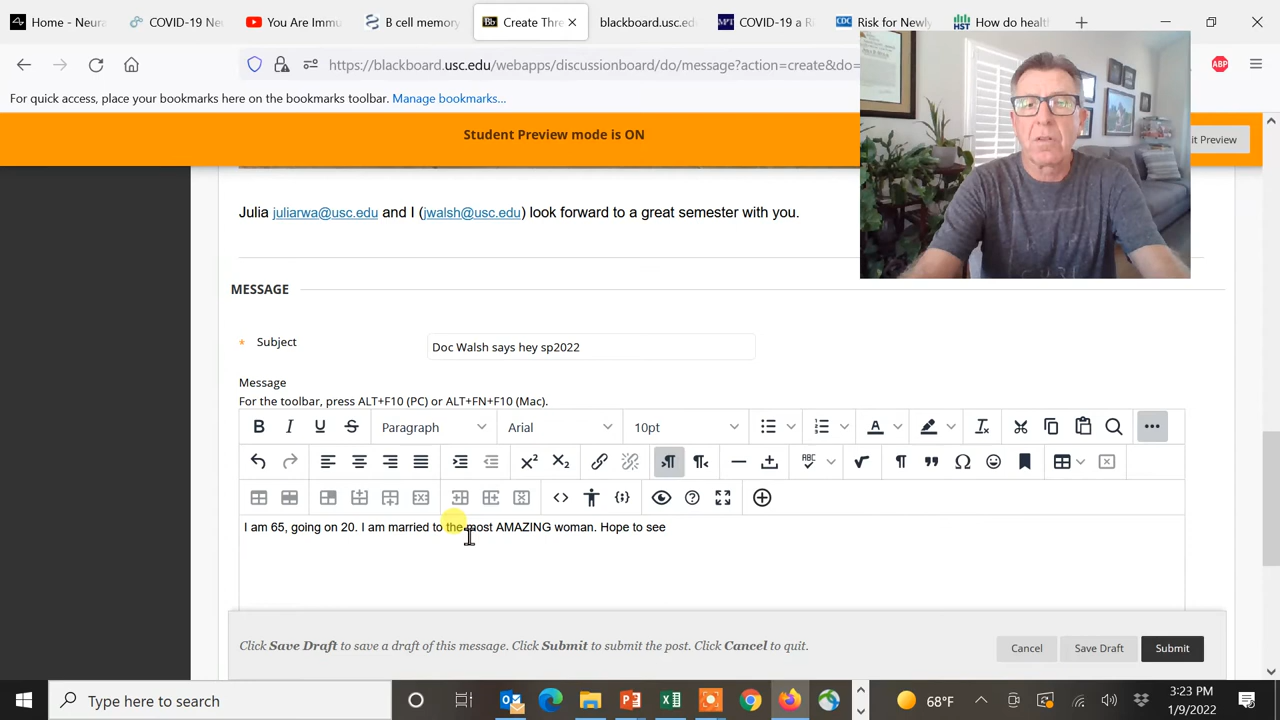 Home - Neura
COVID-19 Ne
You Are Immu
B cell memory
Create Thre
blackboard.usc.edu
COVID-19 a Ri
Risk for Newly
How do healt
https://blackboard.usc.edu/webapps/discussionboard/do/message?action=create&do=
ABP
For quick access, place your bookmarks here on the bookmarks toolbar. Manage bookmarks...
Student Preview mode is ON
it Preview
Julia juliarwa@usc.edu and I (jwalsh@usc.edu) look forward to a great semester with you.
MESSAGE
* Subject
Doc Walsh says hey sp2022
Message
For the toolbar, press ALT+F10 (PC) or ALT+FN+F10 (Mac).
Paragraph
Arial
10pt
I am 65, going on 20. I am married to the most AMAZING woman. Hope to see
Click Save Draft to save a draft of this message. Click Submit to submit the post. Click Cancel to quit.
Cancel
Save Draft
Submit
Type here to search
68°F
3:23 PM
1/9/2022